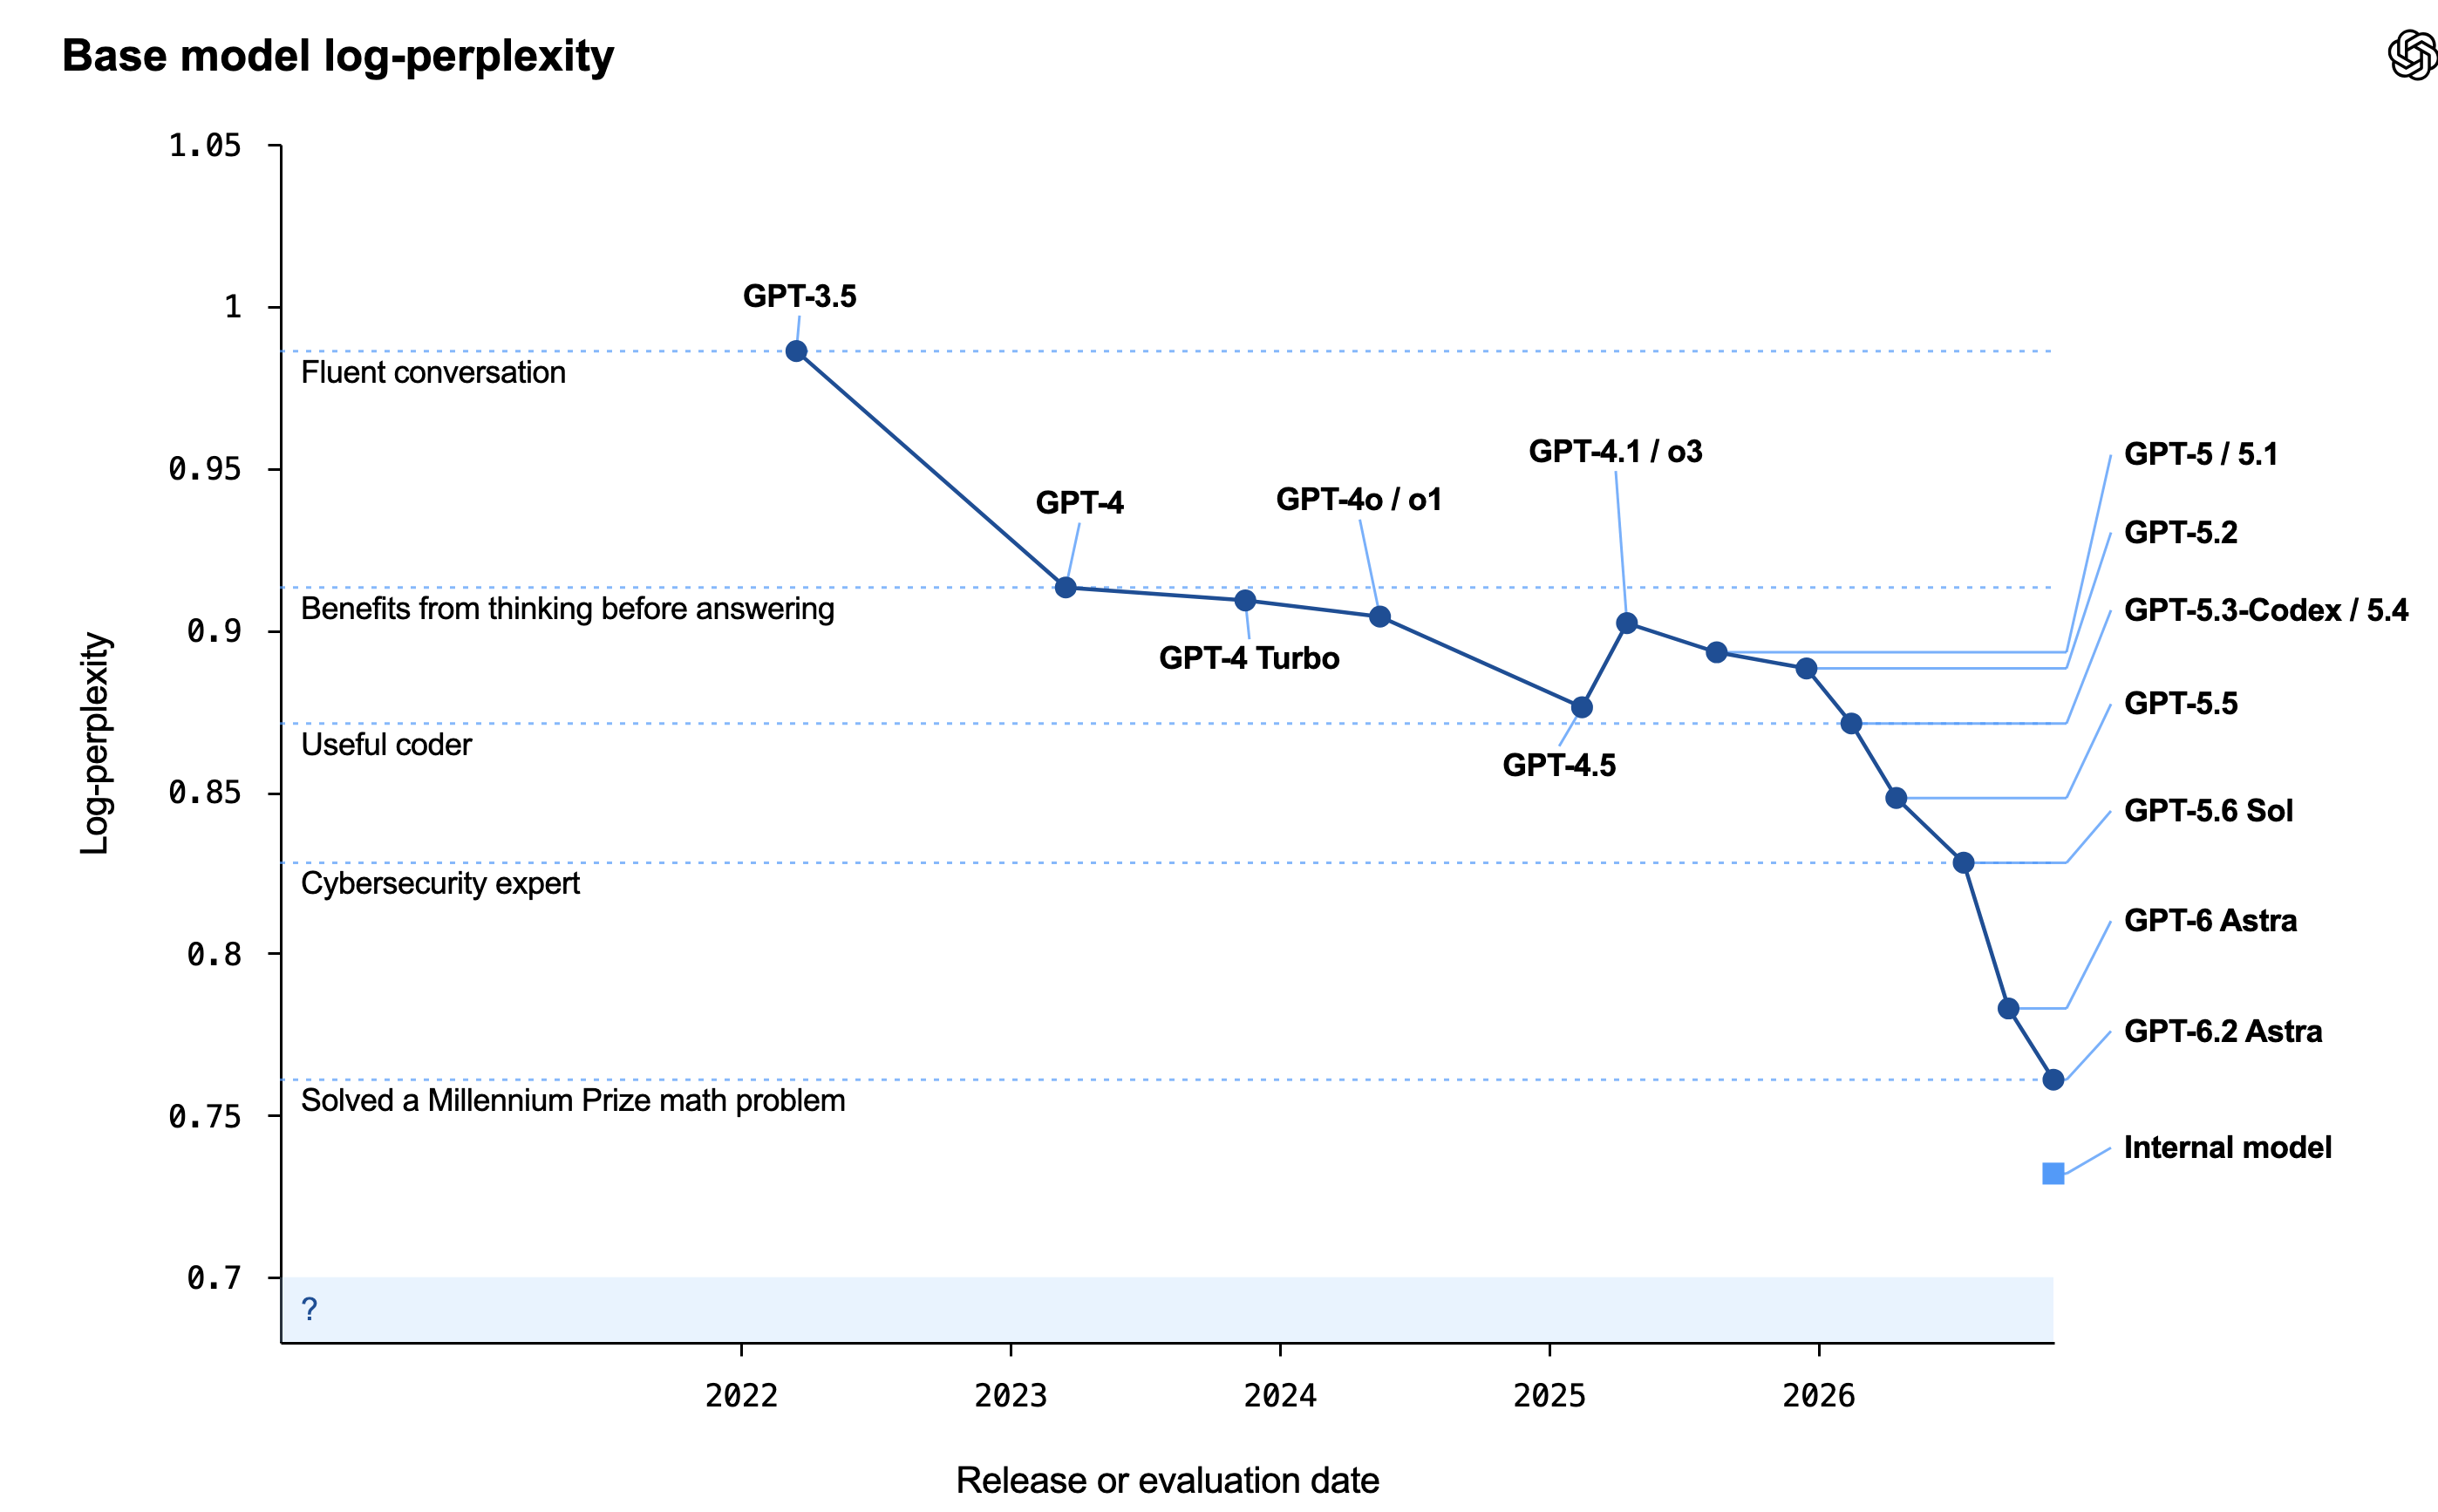 Base model log-perplexity
1.05
1
0.95
0.9
0.85
0.8
0.75
0.7
Log-perplexity
Fluent conversation
Benefits from thinking before answering
Useful coder
Cybersecurity expert
Solved a Millennium Prize math problem
?
GPT-3.5
GPT-4
GPT-4 Turbo
GPT-4o / o1
GPT-4.5
GPT-4.1 / o3
GPT-5 / 5.1
GPT-5.2
GPT-5.3-Codex / 5.4
GPT-5.5
GPT-5.6 Sol
GPT-6 Astra
GPT-6.2 Astra
Internal model
2022
2023
2024
2025
2026
Release or evaluation date